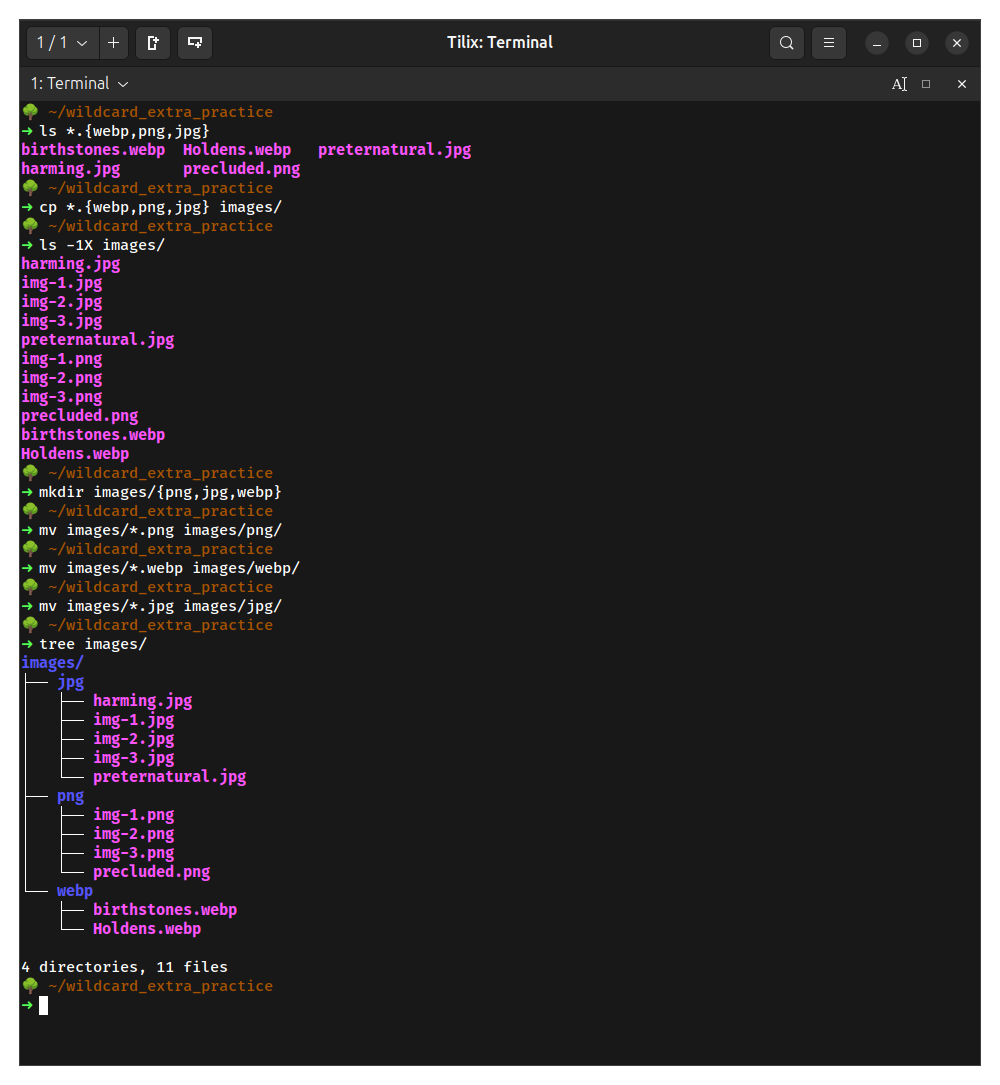 1 / 1
Tilix: Terminal
1: Terminal
~/wildcard_extra_practice
➜ ls *.{webp,png,jpg}
birthstones.webp  Holdens.webp   preternatural.jpg
harming.jpg       precluded.png
~/wildcard_extra_practice
➜ cp *.{webp,png,jpg} images/
~/wildcard_extra_practice
➜ ls -1X images/
harming.jpg
img-1.jpg
img-2.jpg
img-3.jpg
preternatural.jpg
img-1.png
img-2.png
img-3.png
precluded.png
birthstones.webp
Holdens.webp
~/wildcard_extra_practice
➜ mkdir images/{png,jpg,webp}
~/wildcard_extra_practice
➜ mv images/*.png images/png/
~/wildcard_extra_practice
➜ mv images/*.webp images/webp/
~/wildcard_extra_practice
➜ mv images/*.jpg images/jpg/
~/wildcard_extra_practice
➜ tree images/
images/
├── jpg
│   ├── harming.jpg
│   ├── img-1.jpg
│   ├── img-2.jpg
│   ├── img-3.jpg
│   └── preternatural.jpg
├── png
│   ├── img-1.png
│   ├── img-2.png
│   ├── img-3.png
│   └── precluded.png
└── webp
    ├── birthstones.webp
    └── Holdens.webp
4 directories, 11 files
~/wildcard_extra_practice
➜